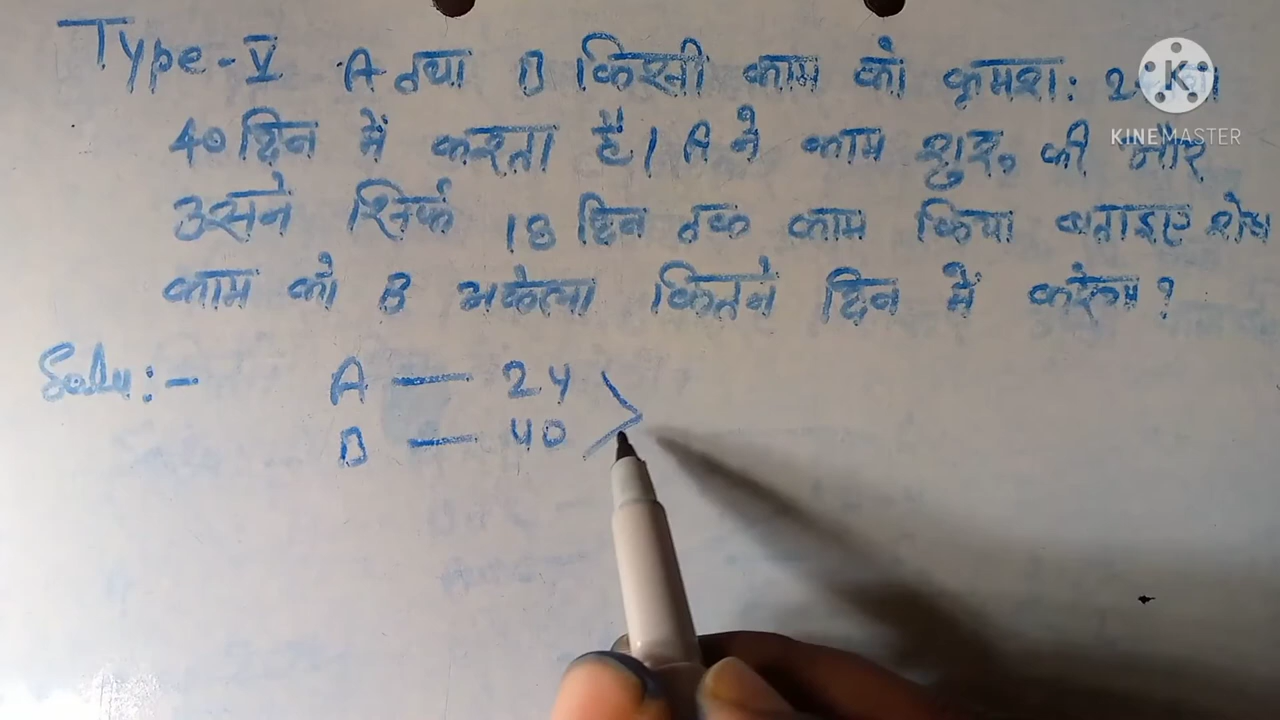 Type-V A तथा B किसी काम को क्रमश:
40 दिन में करता है। A ने काम शुरू की और
उसने सिर्फ 18 दिन तक काम किया बताइए शेष
काम को B अकेला कितने दिन में करेगा ?
KINEMASTER
Solu:- A — 24
B — 40